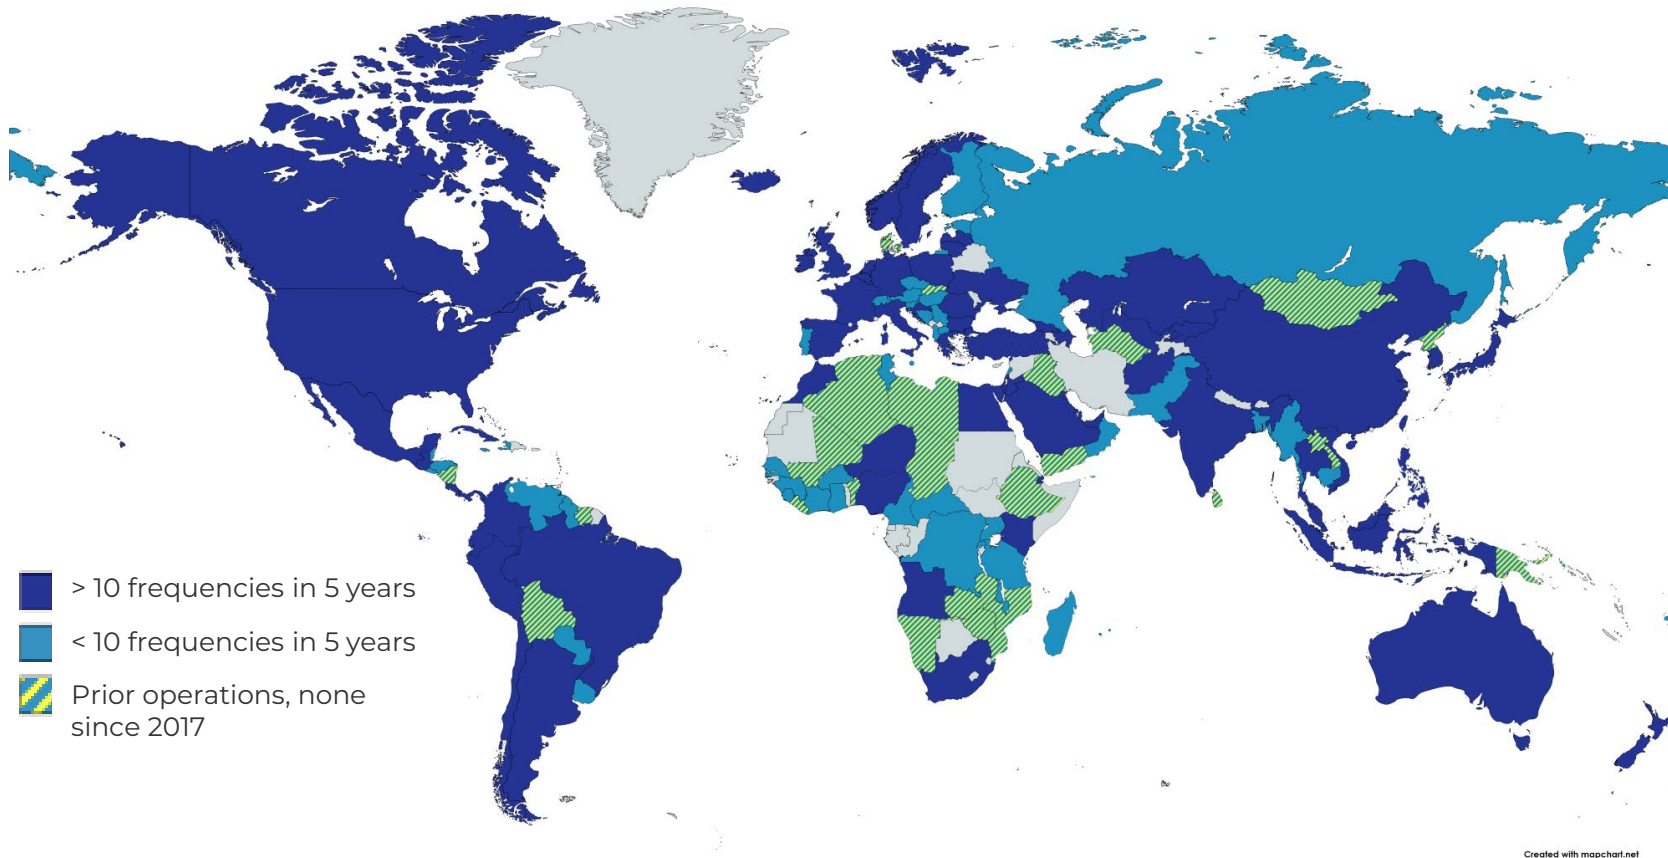 > 10 frequencies in 5 years
< 10 frequencies in 5 years
Prior operations, none
since 2017
Created with mapchart.net